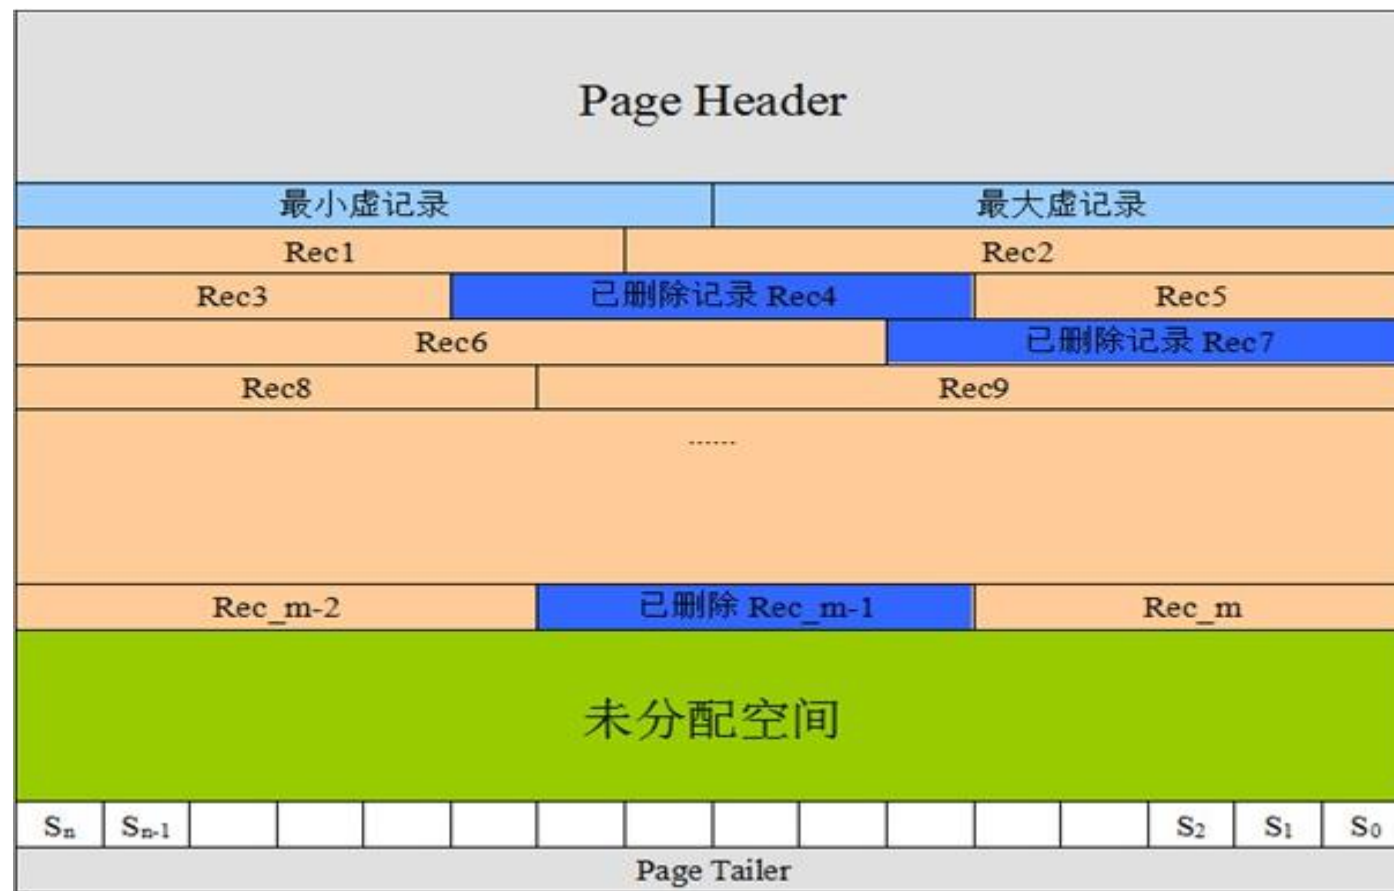 Page Header
最小虚记录 最大虚记录
Rec1 Rec2
Rec3 已删除记录 Rec4 Rec5
Rec6 已删除记录 Rec7
Rec8 Rec9
......
Rec_m-2 已删除 Rec_m-1 Rec_m
未分配空间
Sₙ Sₙ₋₁ S₂ S₁ S₀
Page Tailer